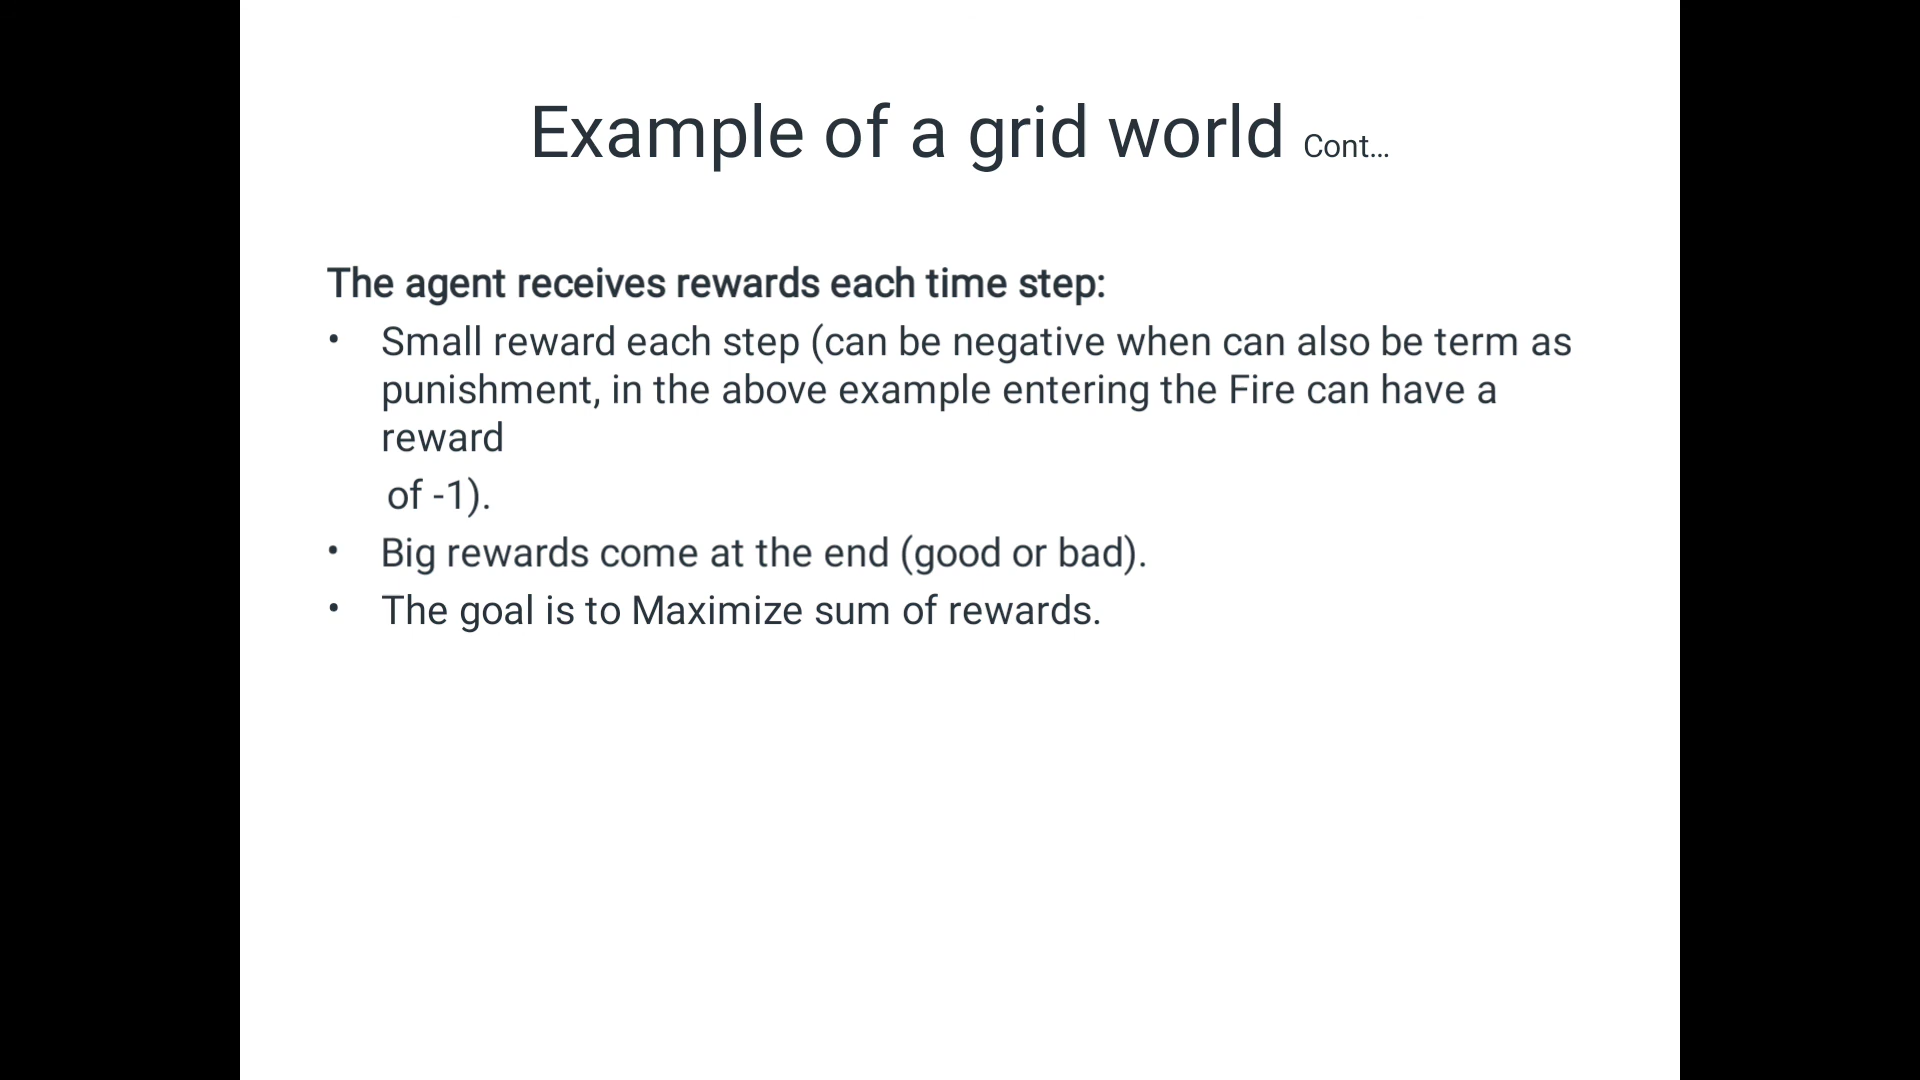 Example of a grid world Cont…
The agent receives rewards each time step:
• Small reward each step (can be negative when can also be term as
punishment, in the above example entering the Fire can have a
reward
of -1).
• Big rewards come at the end (good or bad).
• The goal is to Maximize sum of rewards.